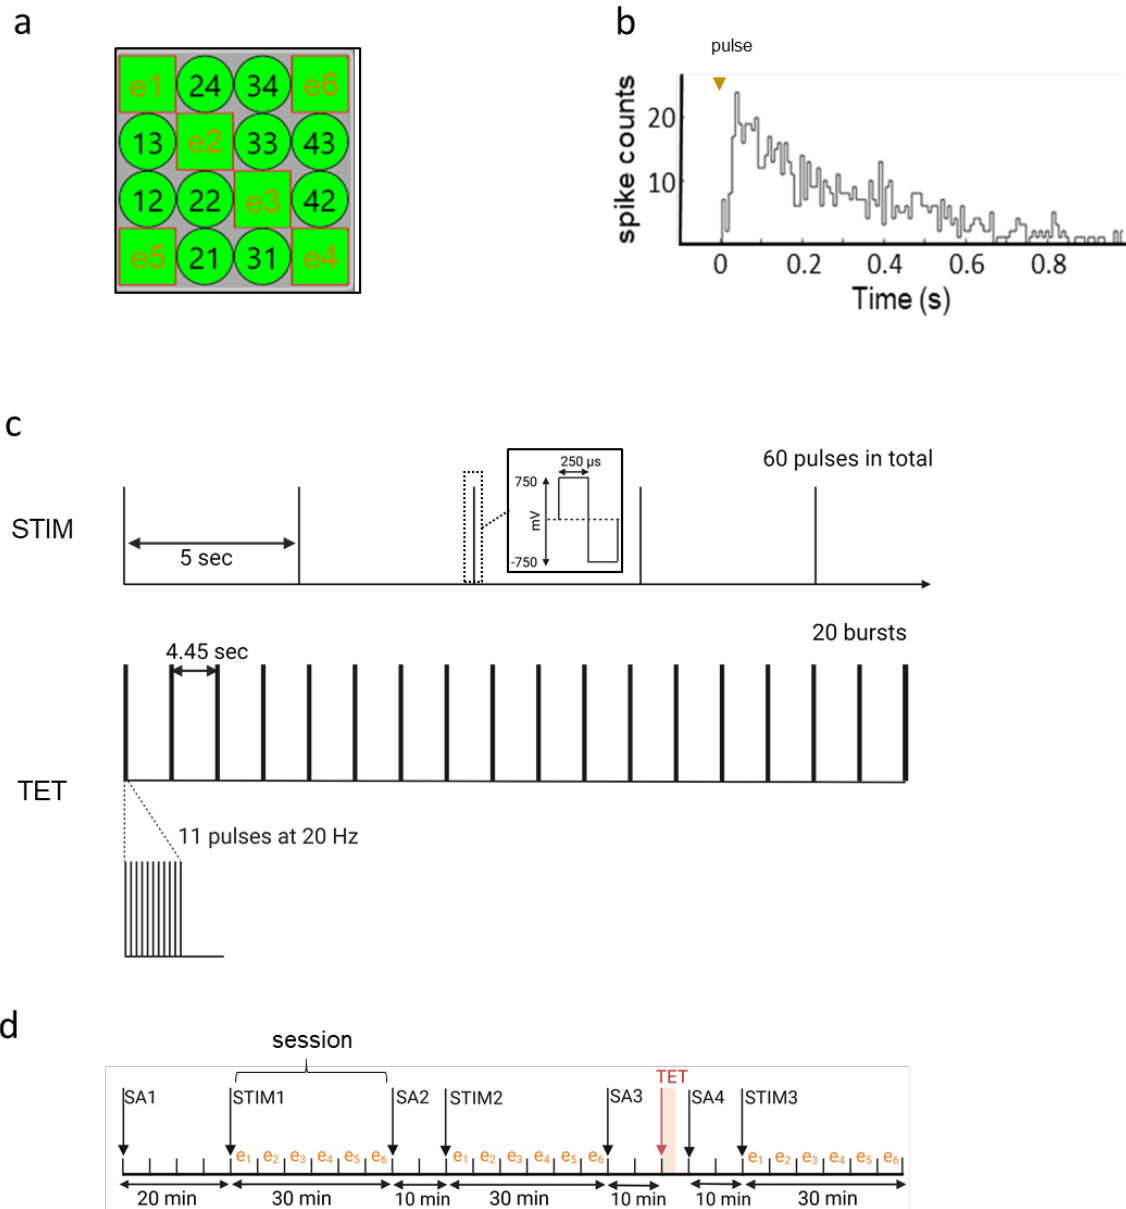 a
e1 24 34 e6
13 e2 33 43
12 22 e3 42
e5 21 31 e4
b
pulse
spike counts
20
10
0 0.2 0.4 0.6 0.8
Time (s)
c
STIM
60 pulses in total
5 sec
250 µs
750
mV
-750
TET
20 bursts
4.45 sec
11 pulses at 20 Hz
d
session
TET
SA1 STIM1 SA2 STIM2 SA3 SA4 STIM3
e1 e2 e3 e4 e5 e6 e1 e2 e3 e4 e5 e6 e1 e2 e3 e4 e5 e6
20 min 30 min 10 min 30 min 10 min 10 min 30 min